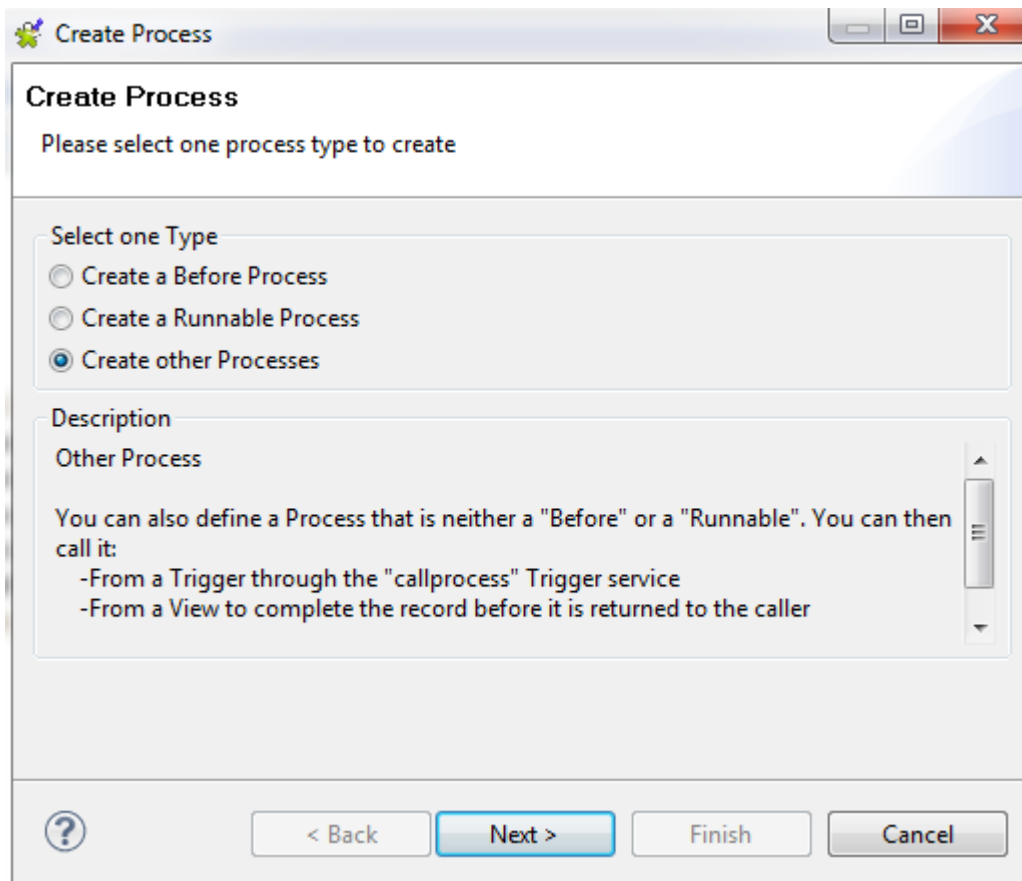 Create Process
Create Process
Please select one process type to create
Select one Type
Create a Before Process
Create a Runnable Process
Create other Processes
Description
Other Process
You can also define a Process that is neither a "Before" or a "Runnable". You can then
call it:
-From a Trigger through the "callprocess" Trigger service
-From a View to complete the record before it is returned to the caller
?
< Back
Next >
Finish
Cancel